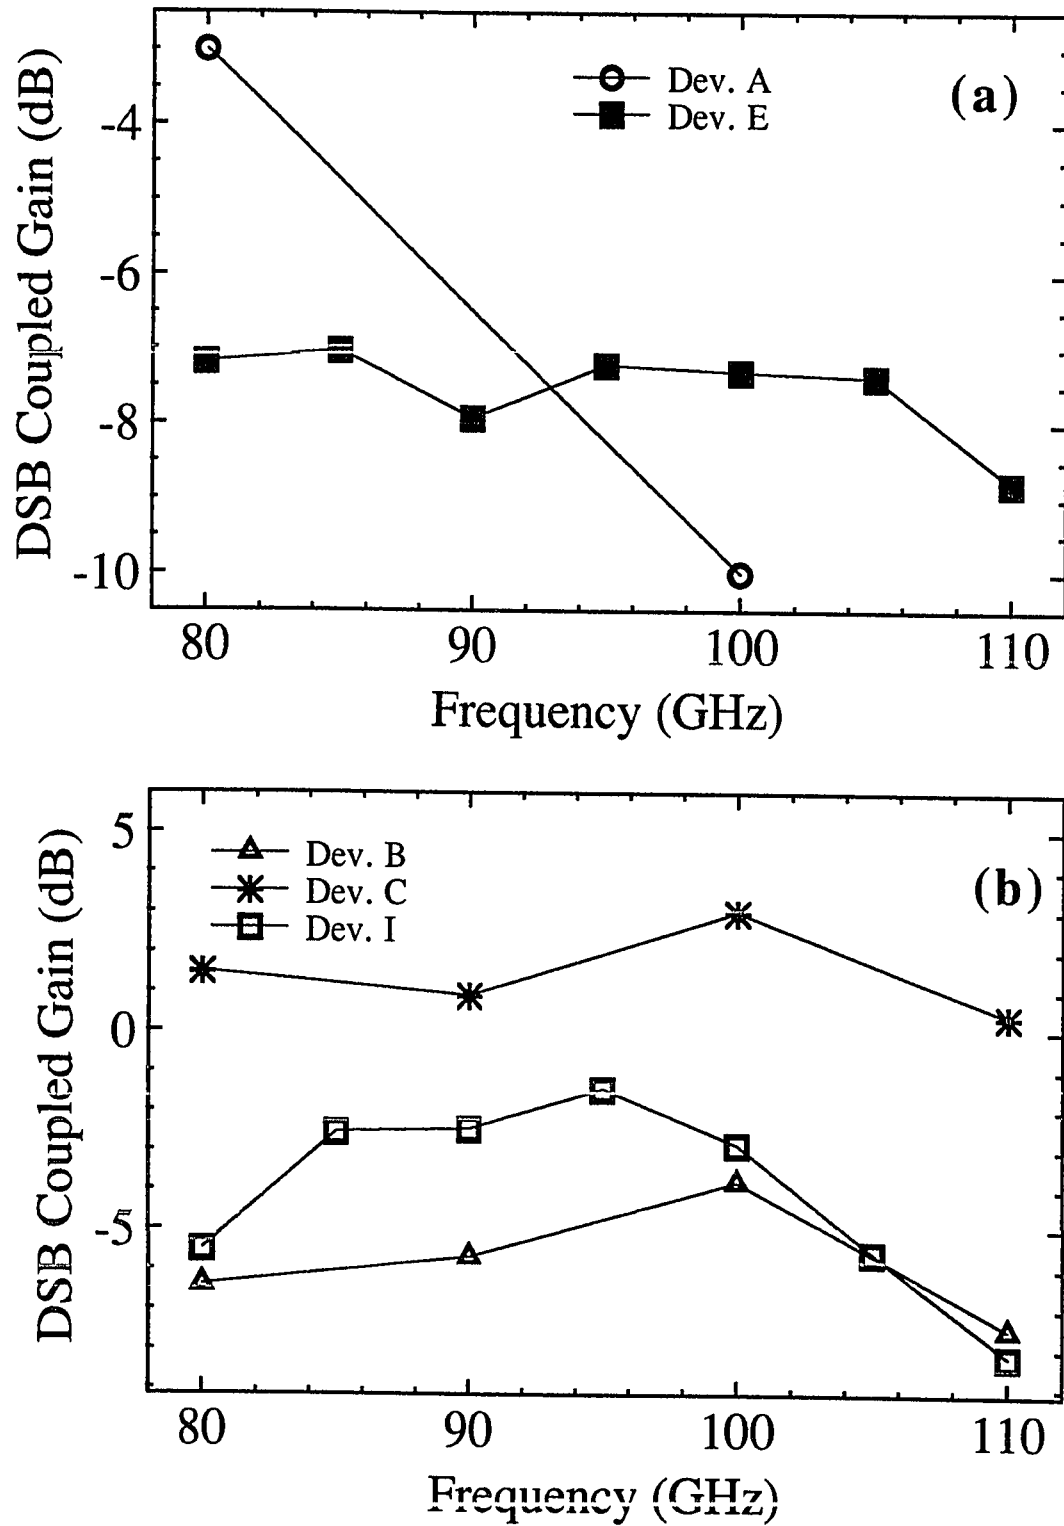 DSB Coupled Gain (dB)
-4
-6
-8
-10
Dev. A
Dev. E
(a)
80 90 100 110
Frequency (GHz)
DSB Coupled Gain (dB)
5
0
-5
Dev. B
Dev. C
Dev. I
(b)
80 90 100 110
Frequency (GHz)